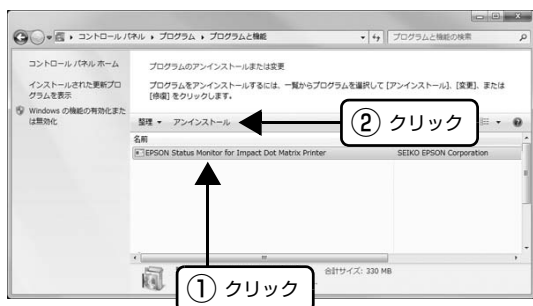 コントロール パネル ▸ プログラム ▸ プログラムと機能
プログラムと機能の検索
コントロール パネル ホーム
インストールされた更新プログラムを表示
Windows の機能の有効化または無効化
プログラムのアンインストールまたは変更
プログラムをアンインストールするには、一覧からプログラムを選択して [アンインストール]、[変更]、または
[修復] をクリックします。
整理 ▾ アンインストール
② クリック
名前
EPSON Status Monitor for Impact Dot Matrix Printer SEIKO EPSON Corporation
合計サイズ: 330 MB
① クリック